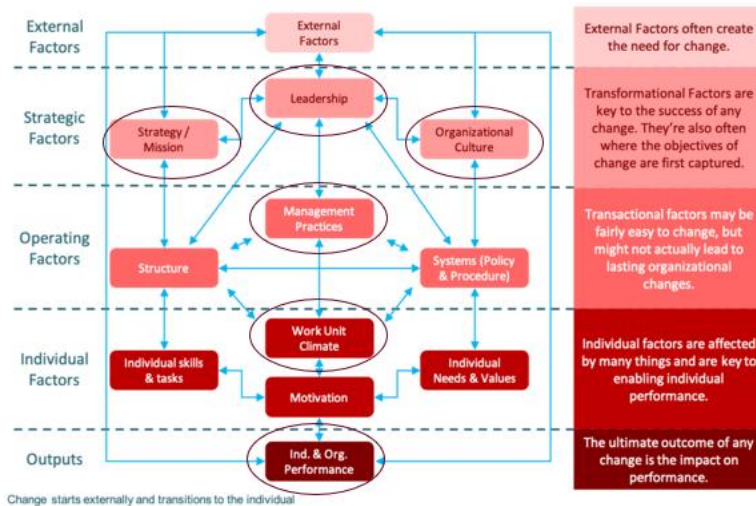 External
Factors
External
Factors
External Factors often create
the need for change.
Strategic
Factors
Leadership
Strategy /
Mission
Organizational
Culture
Transformational Factors are
key to the success of any
change. They're also often
where the objectives of
change are first captured.
Operating
Factors
Management
Practices
Structure
Systems (Policy
& Procedure)
Transactional factors may be
fairly easy to change, but
might not actually lead to
lasting organizational
changes.
Individual
Factors
Work Unit
Climate
Individual skills
& tasks
Individual
Needs & Values
Motivation
Individual factors are affected
by many things and are key to
enabling individual
performance.
Outputs
Ind. & Org.
Performance
The ultimate outcome of any
change is the impact on
performance.
Change starts externally and transitions to the individual